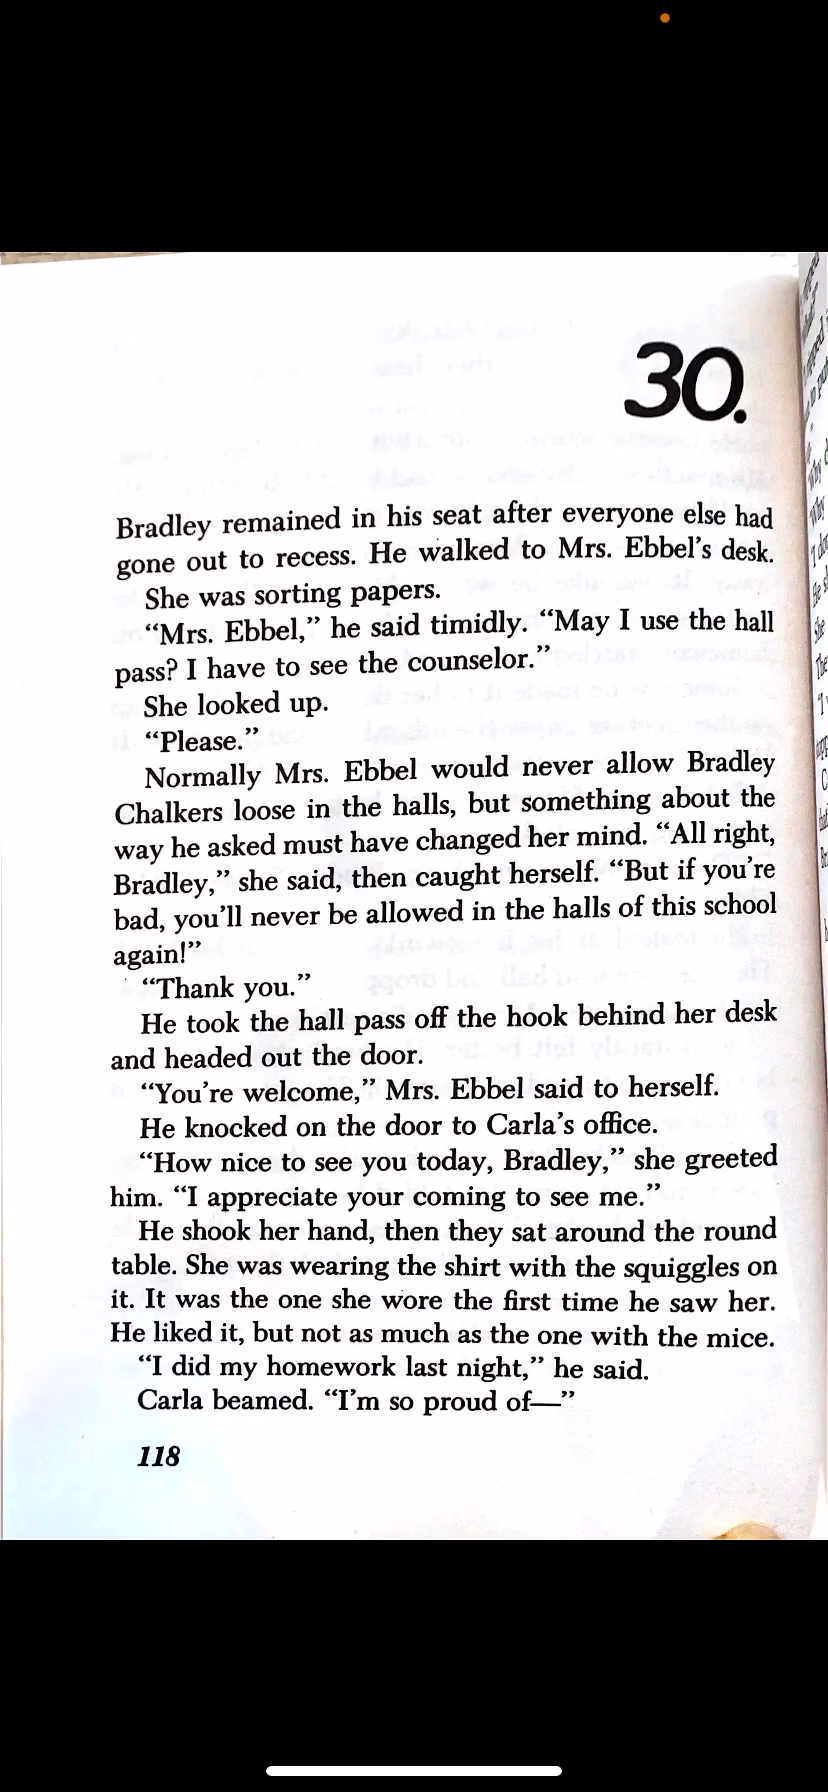 30.
Bradley remained in his seat after everyone else had
gone out to recess. He walked to Mrs. Ebbel's desk.
She was sorting papers.
“Mrs. Ebbel,” he said timidly. “May I use the hall
pass? I have to see the counselor.”
She looked up.
“Please.”
Normally Mrs. Ebbel would never allow Bradley
Chalkers loose in the halls, but something about the
way he asked must have changed her mind. “All right,
Bradley,” she said, then caught herself. “But if you're
bad, you'll never be allowed in the halls of this school
again!”
“Thank you.”
He took the hall pass off the hook behind her desk
and headed out the door.
“You're welcome,” Mrs. Ebbel said to herself.
He knocked on the door to Carla's office.
“How nice to see you today, Bradley,” she greeted
him. “I appreciate your coming to see me.”
He shook her hand, then they sat around the round
table. She was wearing the shirt with the squiggles on
it. It was the one she wore the first time he saw her.
He liked it, but not as much as the one with the mice.
“I did my homework last night,” he said.
Carla beamed. “I'm so proud of—”
118